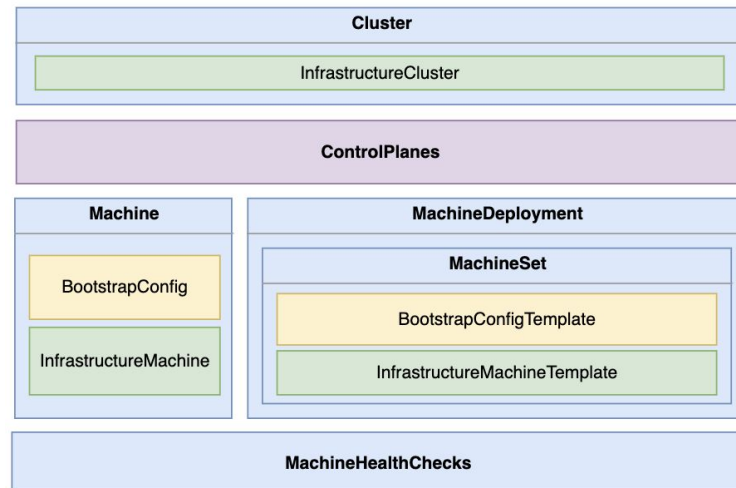 Cluster
InfrastructureCluster
ControlPlanes
Machine
BootstrapConfig
InfrastructureMachine
MachineDeployment
MachineSet
BootstrapConfigTemplate
InfrastructureMachineTemplate
MachineHealthChecks